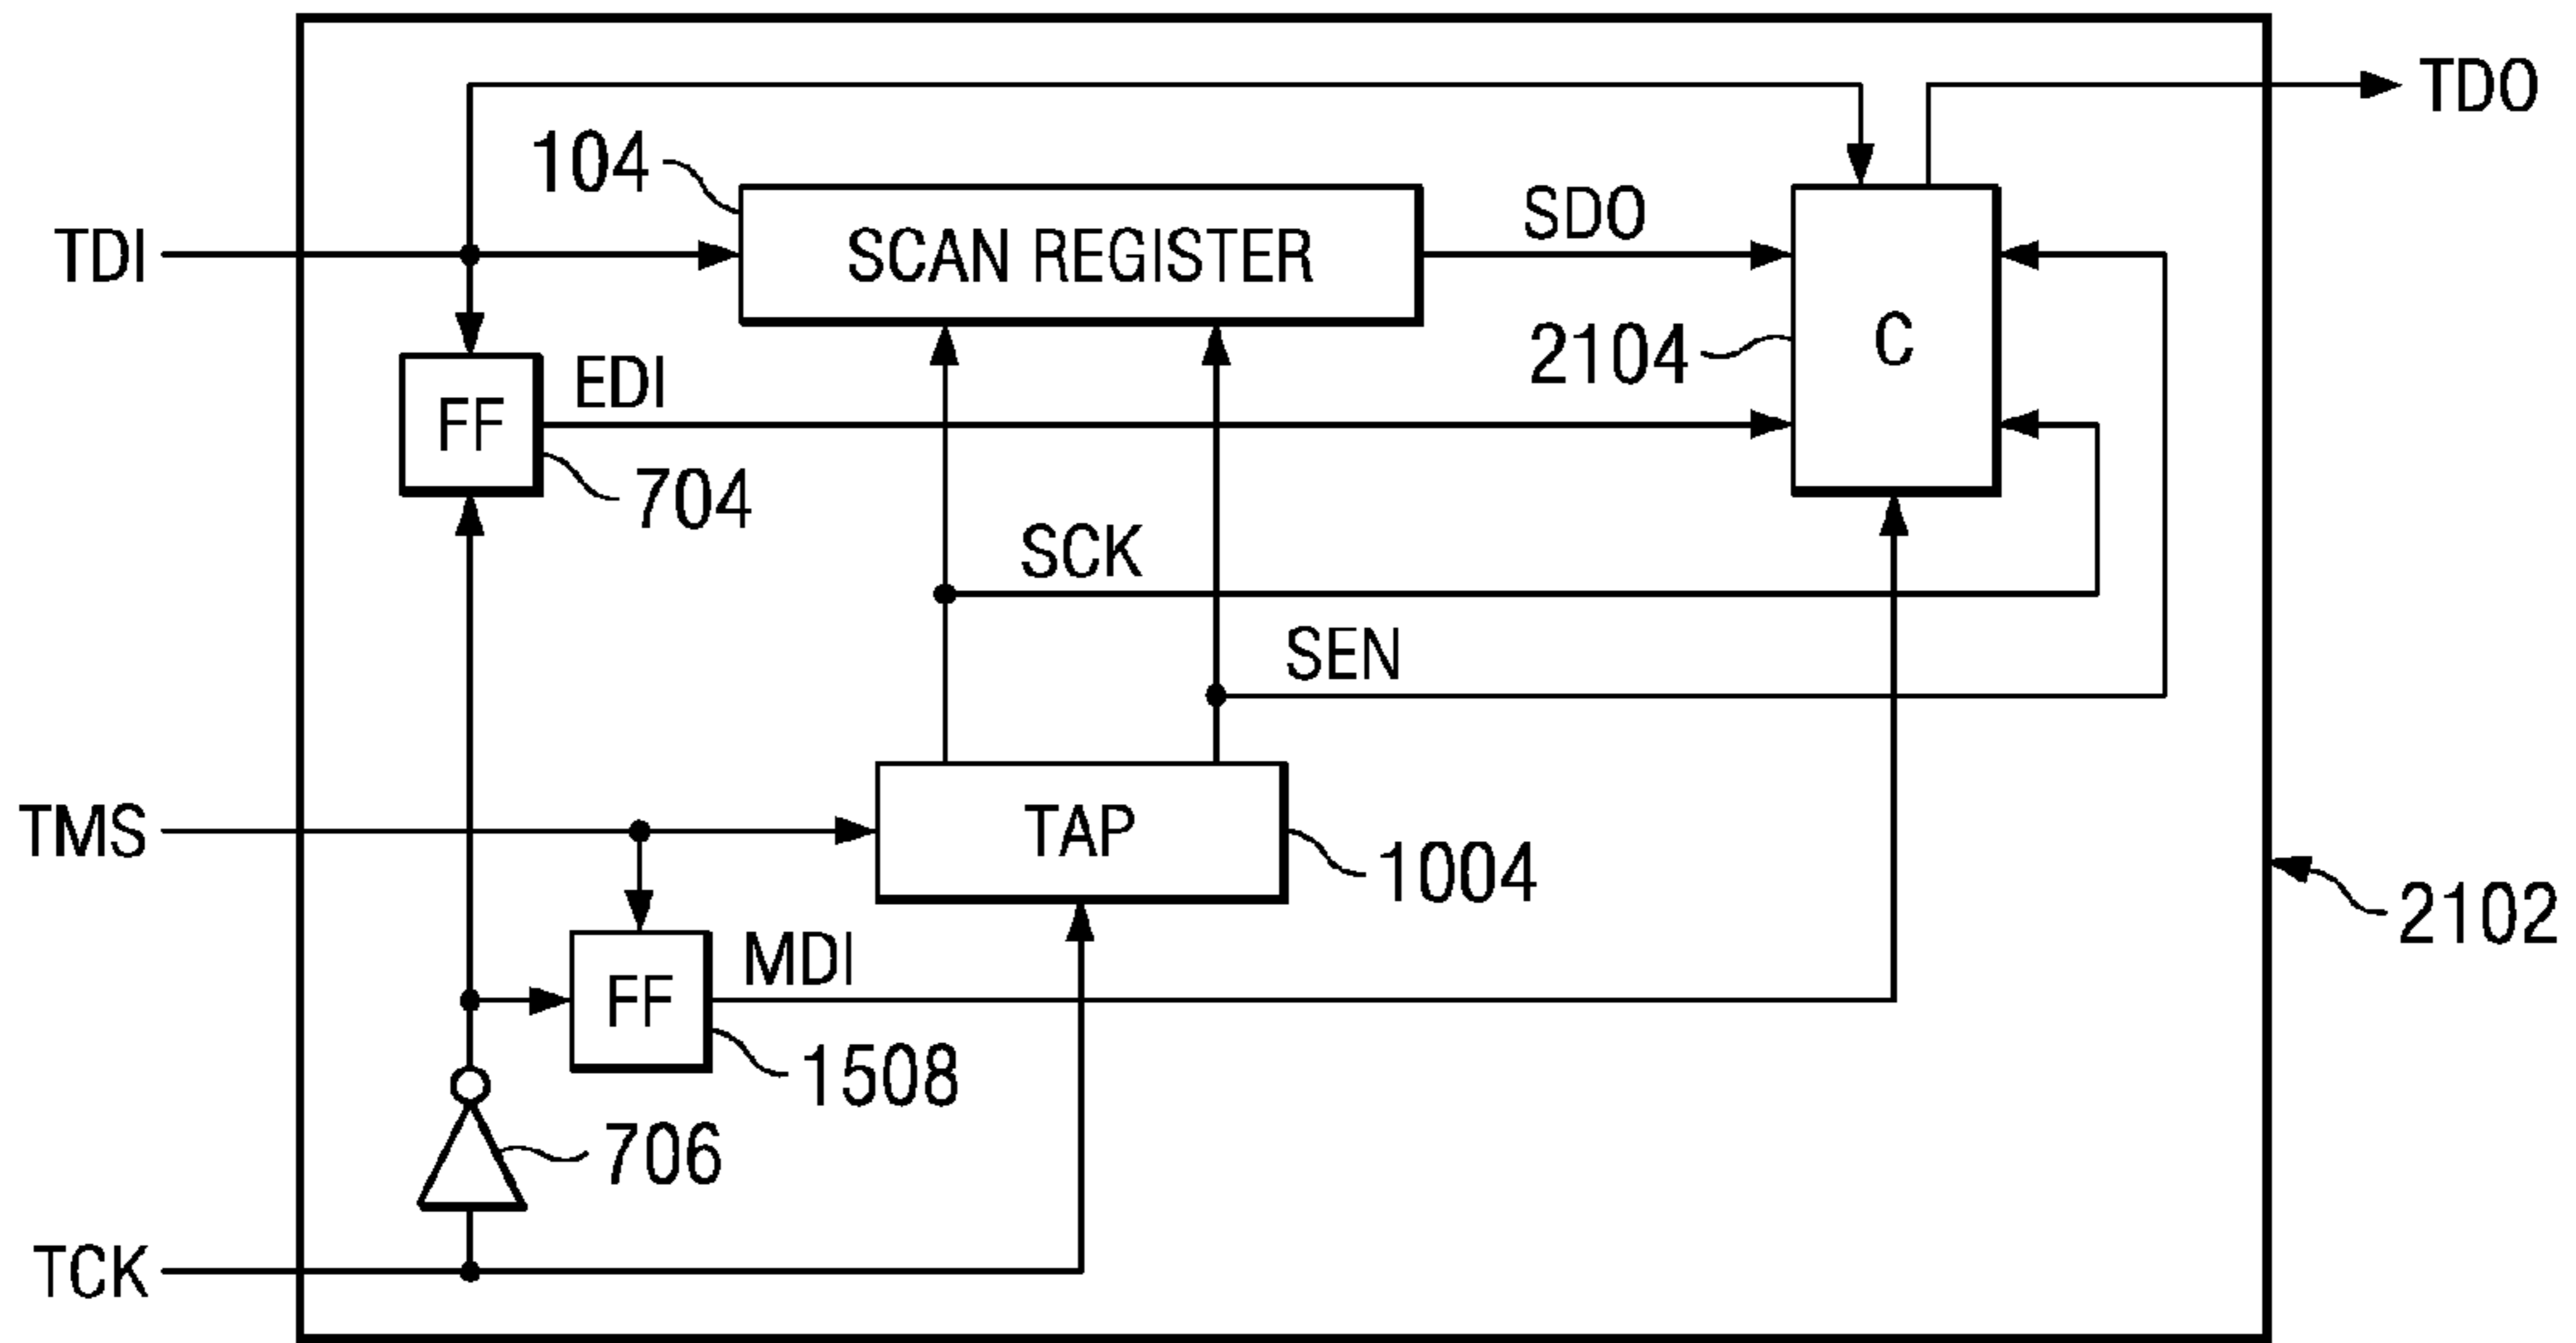 TDO
104
SDO
TDI
SCAN REGISTER
2104
C
EDI
FF
704
SCK
SEN
TMS
TAP
1004
2102
MDI
FF
1508
706
TCK